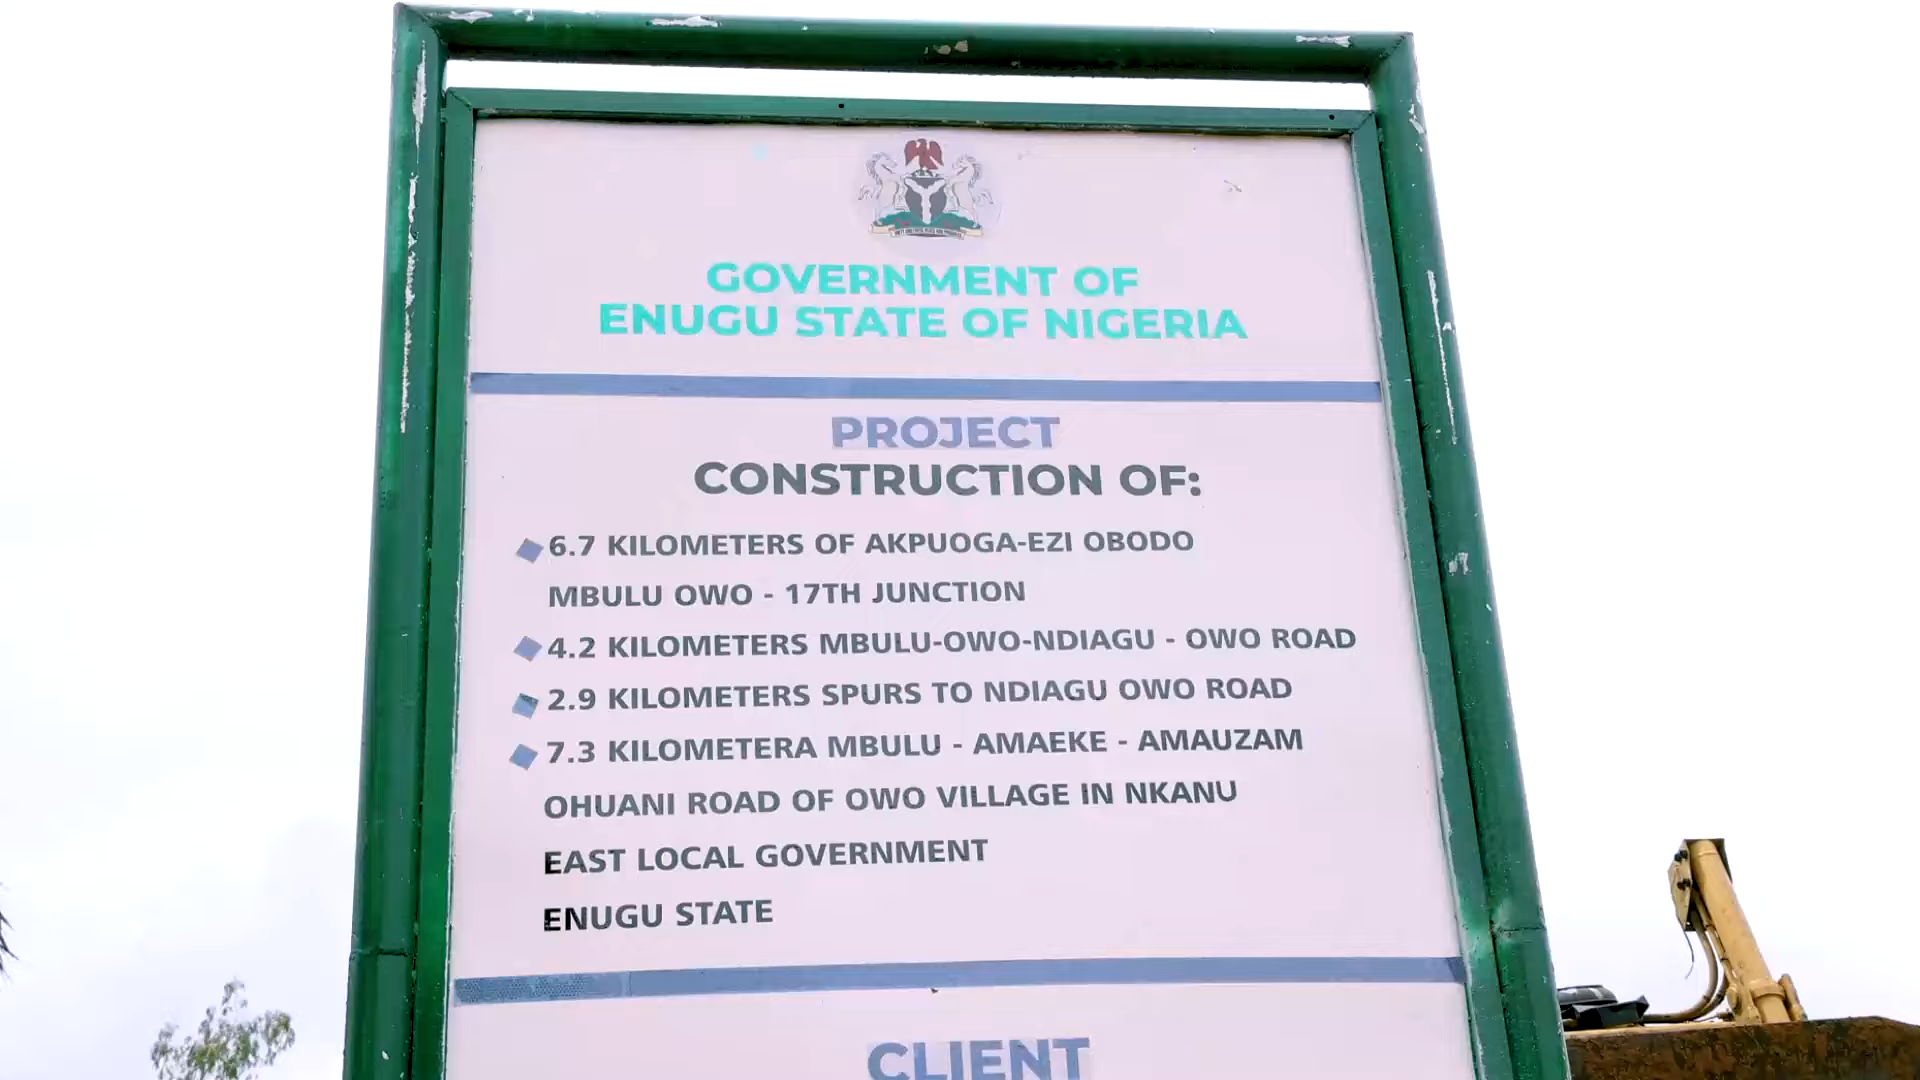 GOVERNMENT OF
ENUGU STATE OF NIGERIA
PROJECT
CONSTRUCTION OF:
6.7 KILOMETERS OF AKPUOGA-EZI OBODO
MBULU OWO - 17TH JUNCTION
4.2 KILOMETERS MBULU-OWO-NDIAGU - OWO ROAD
2.9 KILOMETERS SPURS TO NDIAGU OWO ROAD
7.3 KILOMETERA MBULU - AMAEKE - AMAUZAM
OHUANI ROAD OF OWO VILLAGE IN NKANU
EAST LOCAL GOVERNMENT
ENUGU STATE
CLIENT